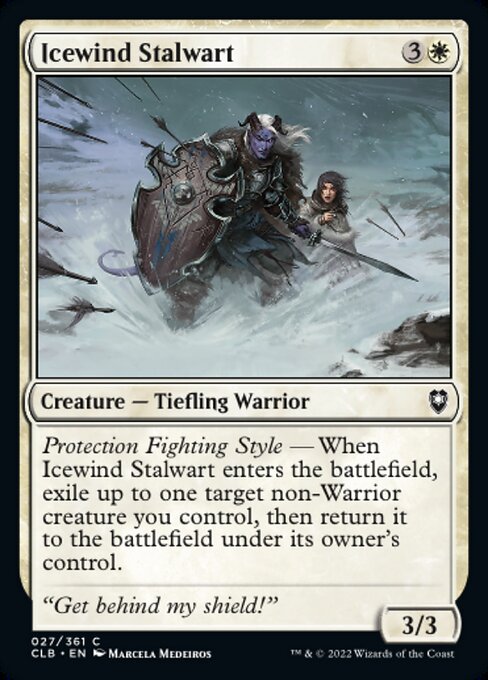 Icewind Stalwart 3
Creature — Tiefling Warrior
Protection Fighting Style — When
Icewind Stalwart enters the battlefield,
exile up to one target non-Warrior
creature you control, then return it
to the battlefield under its owner's
control.
"Get behind my shield!"
3/3
027/361 C
CLB • EN Marcela Medeiros
™ & © 2022 Wizards of the Coast